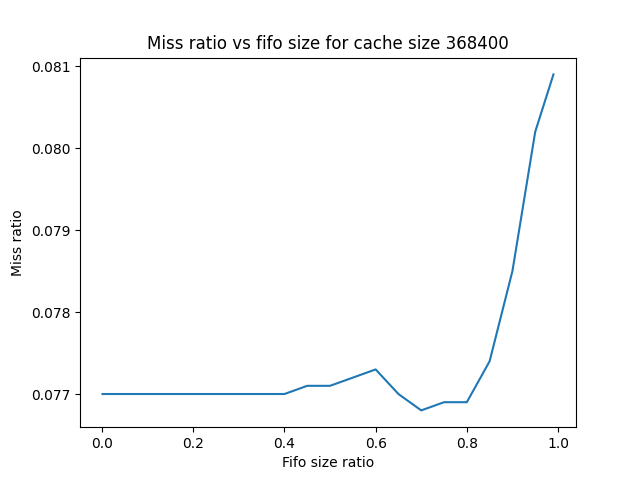 Miss ratio vs fifo size for cache size 368400
0.081
0.080
0.079
0.078
0.077
Miss ratio
0.0 0.2 0.4 0.6 0.8 1.0
Fifo size ratio